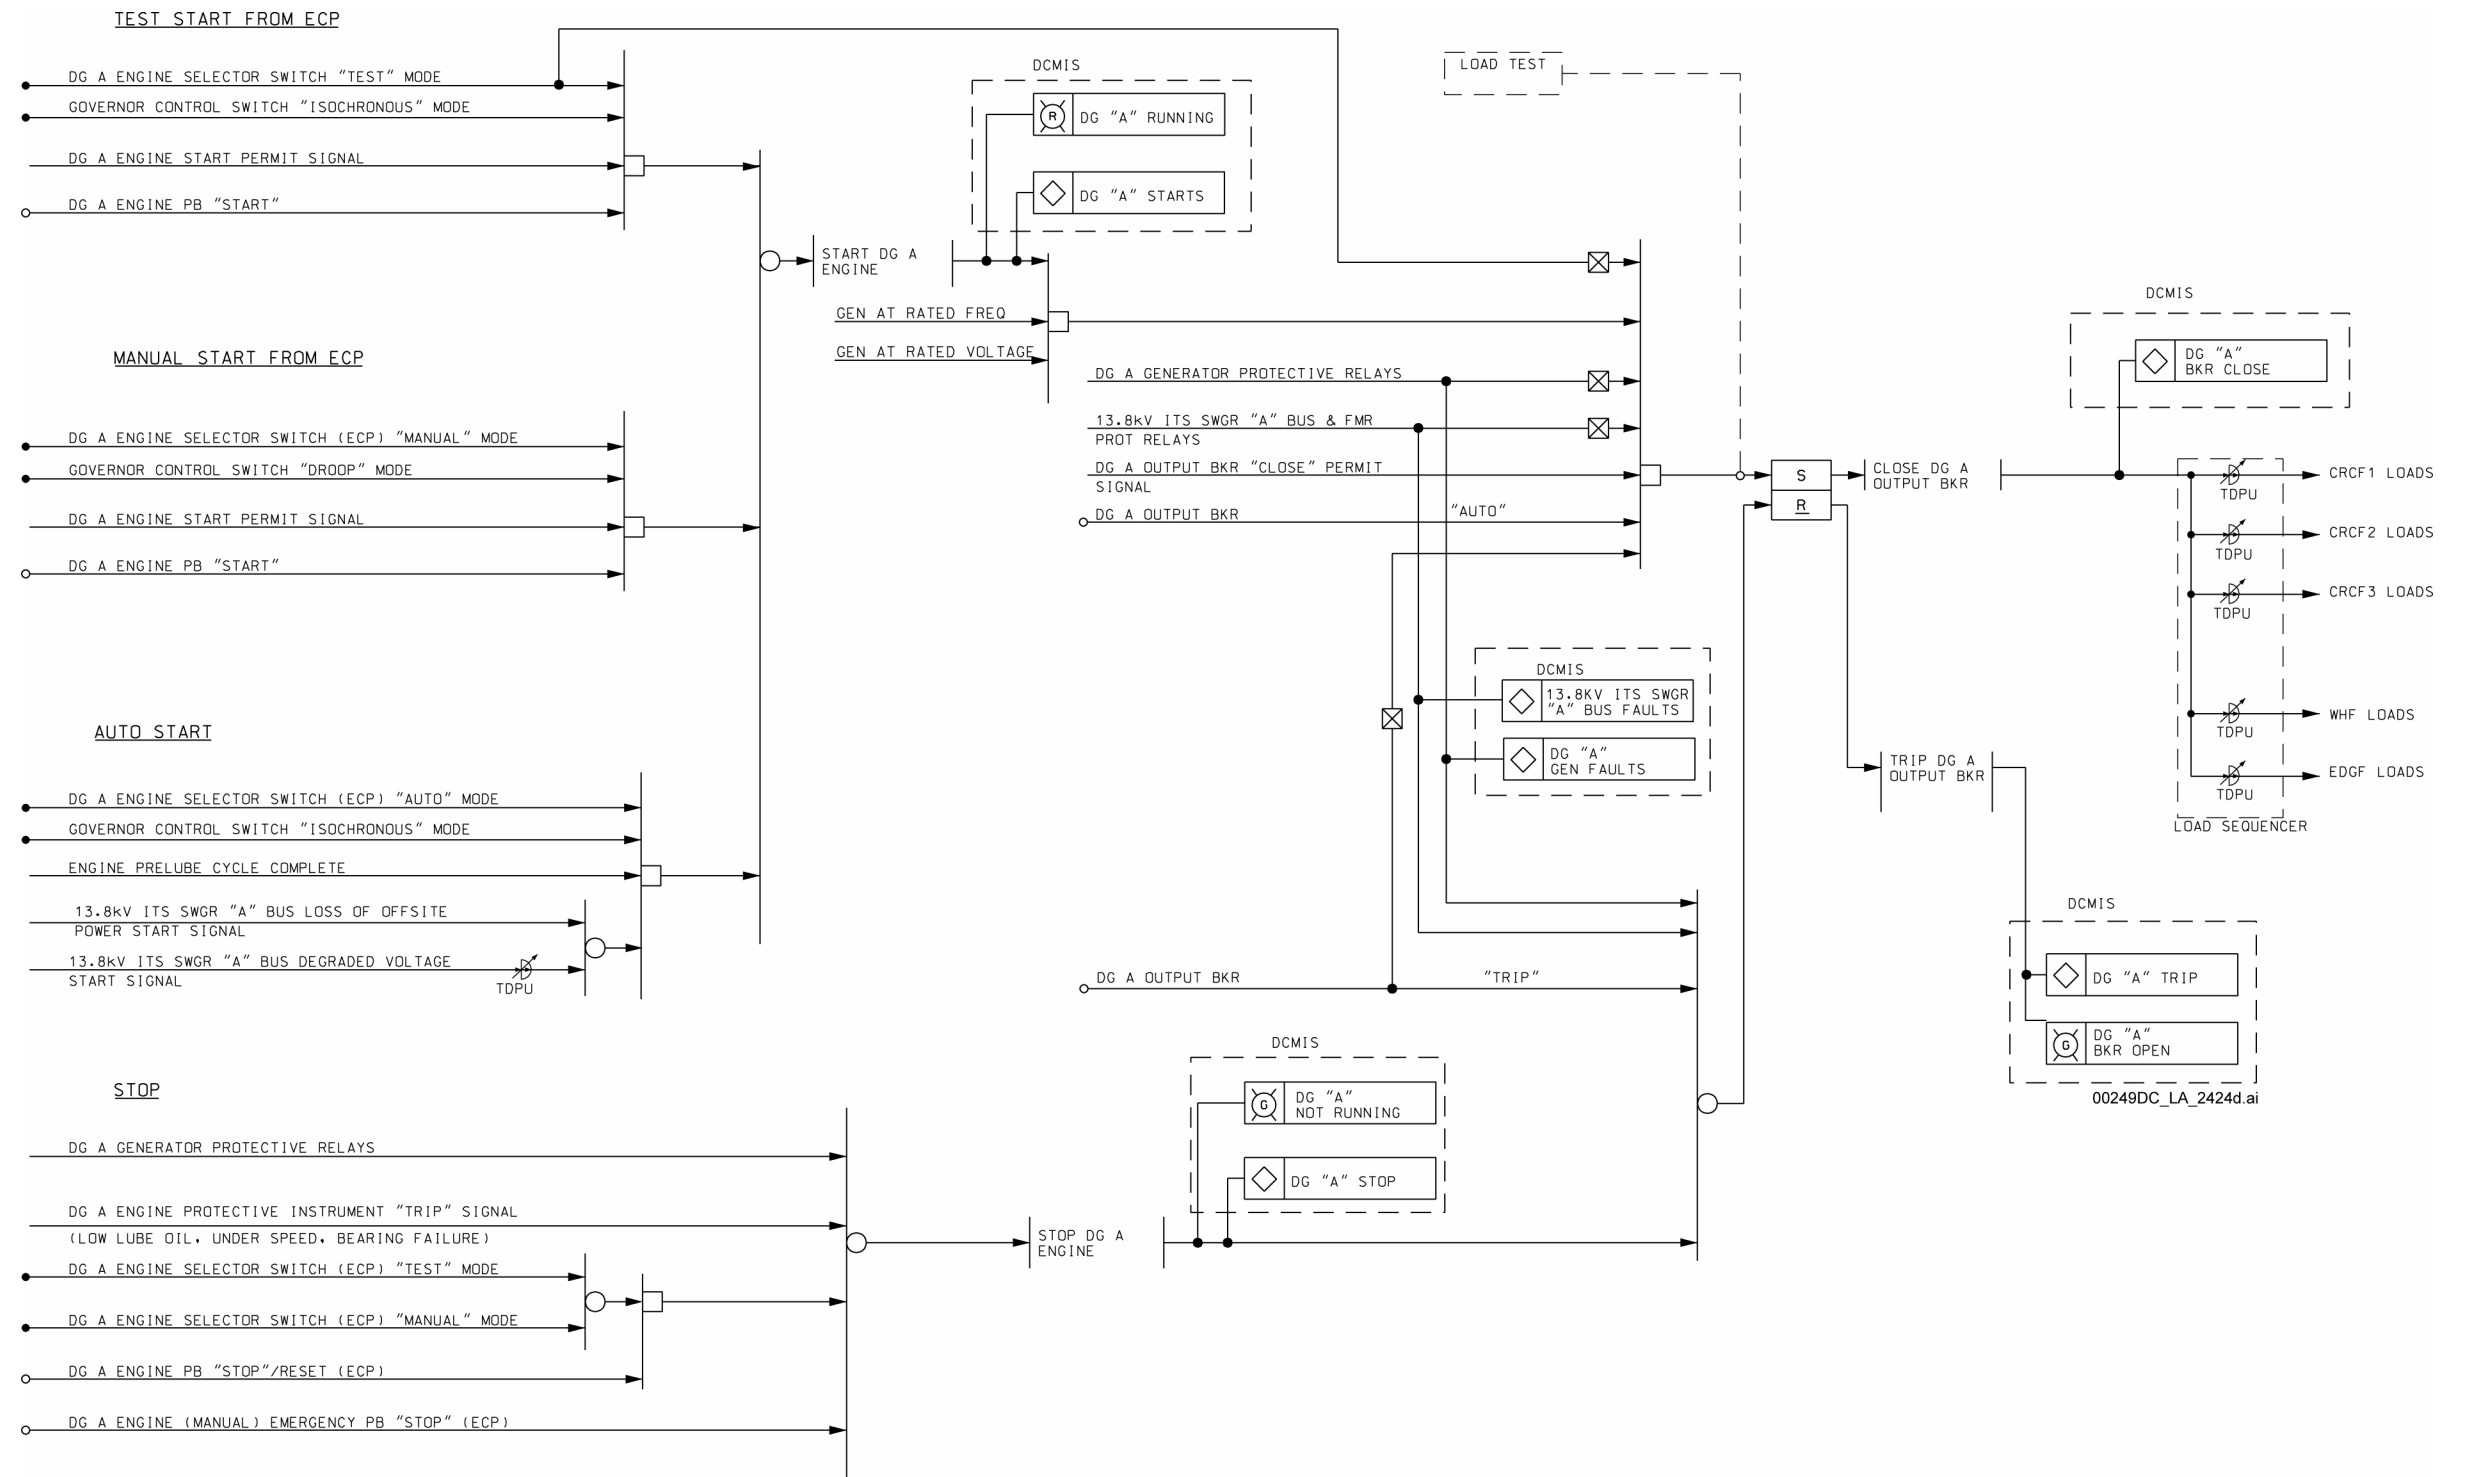 TEST START FROM ECP
DG A ENGINE SELECTOR SWITCH "TEST" MODE
GOVERNOR CONTROL SWITCH "ISOCHRONOUS" MODE
DG A ENGINE START PERMIT SIGNAL
DG A ENGINE PB "START"
MANUAL START FROM ECP
DG A ENGINE SELECTOR SWITCH (ECP) "MANUAL" MODE
GOVERNOR CONTROL SWITCH "DROOP" MODE
DG A ENGINE START PERMIT SIGNAL
DG A ENGINE PB "START"
AUTO START
DG A ENGINE SELECTOR SWITCH (ECP) "AUTO" MODE
GOVERNOR CONTROL SWITCH "ISOCHRONOUS" MODE
ENGINE PRELUBE CYCLE COMPLETE
13.8kV ITS SWGR "A" BUS LOSS OF OFFSITE
POWER START SIGNAL
13.8kV ITS SWGR "A" BUS DEGRADED VOLTAGE
START SIGNAL
TDPU
STOP
DG A GENERATOR PROTECTIVE RELAYS
DG A ENGINE PROTECTIVE INSTRUMENT "TRIP" SIGNAL
(LOW LUBE OIL, UNDER SPEED, BEARING FAILURE)
DG A ENGINE SELECTOR SWITCH (ECP) "TEST" MODE
DG A ENGINE SELECTOR SWITCH (ECP) "MANUAL" MODE
DG A ENGINE PB "STOP"/RESET (ECP)
DG A ENGINE (MANUAL) EMERGENCY PB "STOP" (ECP)
START DG A
ENGINE
DCMIS
R
DG "A" RUNNING
DG "A" STARTS
GEN AT RATED FREQ
GEN AT RATED VOLTAGE
DG A GENERATOR PROTECTIVE RELAYS
13.8kV ITS SWGR "A" BUS & FMR
PROT RELAYS
DG A OUTPUT BKR "CLOSE" PERMIT
SIGNAL
DG A OUTPUT BKR
"AUTO"
LOAD TEST
DCMIS
13.8KV ITS SWGR
"A" BUS FAULTS
DG "A"
GEN FAULTS
DG A OUTPUT BKR
"TRIP"
DCMIS
G
DG "A"
NOT RUNNING
DG "A" STOP
STOP DG A
ENGINE
S
R
CLOSE DG A
OUTPUT BKR
TRIP DG A
OUTPUT BKR
DCMIS
DG "A"
BKR CLOSE
TDPU
CRCF1 LOADS
TDPU
CRCF2 LOADS
TDPU
CRCF3 LOADS
TDPU
WHF LOADS
TDPU
EDGF LOADS
LOAD SEQUENCER
DCMIS
DG "A" TRIP
G
DG "A"
BKR OPEN
00249DC_LA_2424d.ai